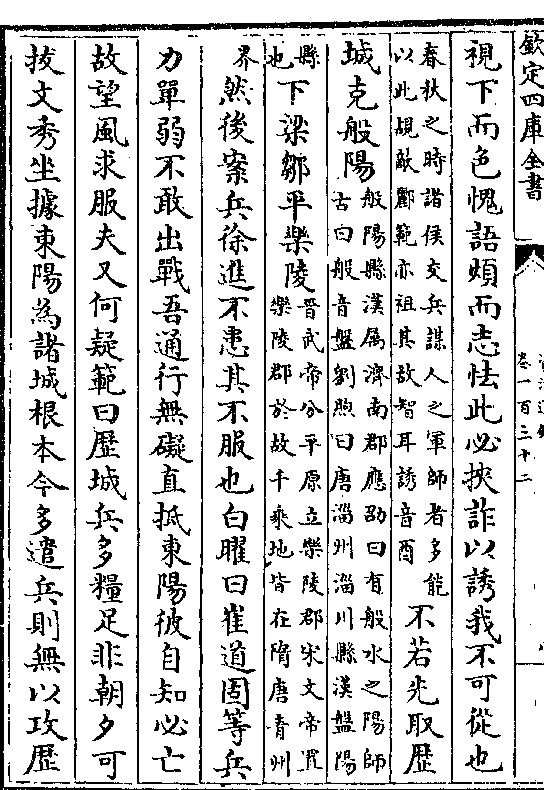 欽定四庫全書
卷一百三十二
視下而色愧語煩而志怯此必挾詐以誘我不可從也
春秋之時諸侯交兵謀人之軍師者多能
以此覘敵酈範亦祖其故智耳誘音酉
不若先取歷
城克般陽
般陽縣漢屬濟南郡應劭曰有般水之陽師
古曰般音盤劉煦曰唐淄州淄川縣漢盤陽
縣
也
下梁鄒平樂陵
晉武帝分平原立樂陵郡宋文帝置
樂陵郡於故千乘地皆在隋唐青州
界
然後案兵徐進不患其不服也白曜曰崔道固等兵
力單弱不敢出戰吾通行無礙直抵東陽彼自知必亡
故望風求服夫又何疑範曰歷城兵多糧足非朝夕可
拔文秀坐據東陽為諸城根本今多遣兵則無以攻歷